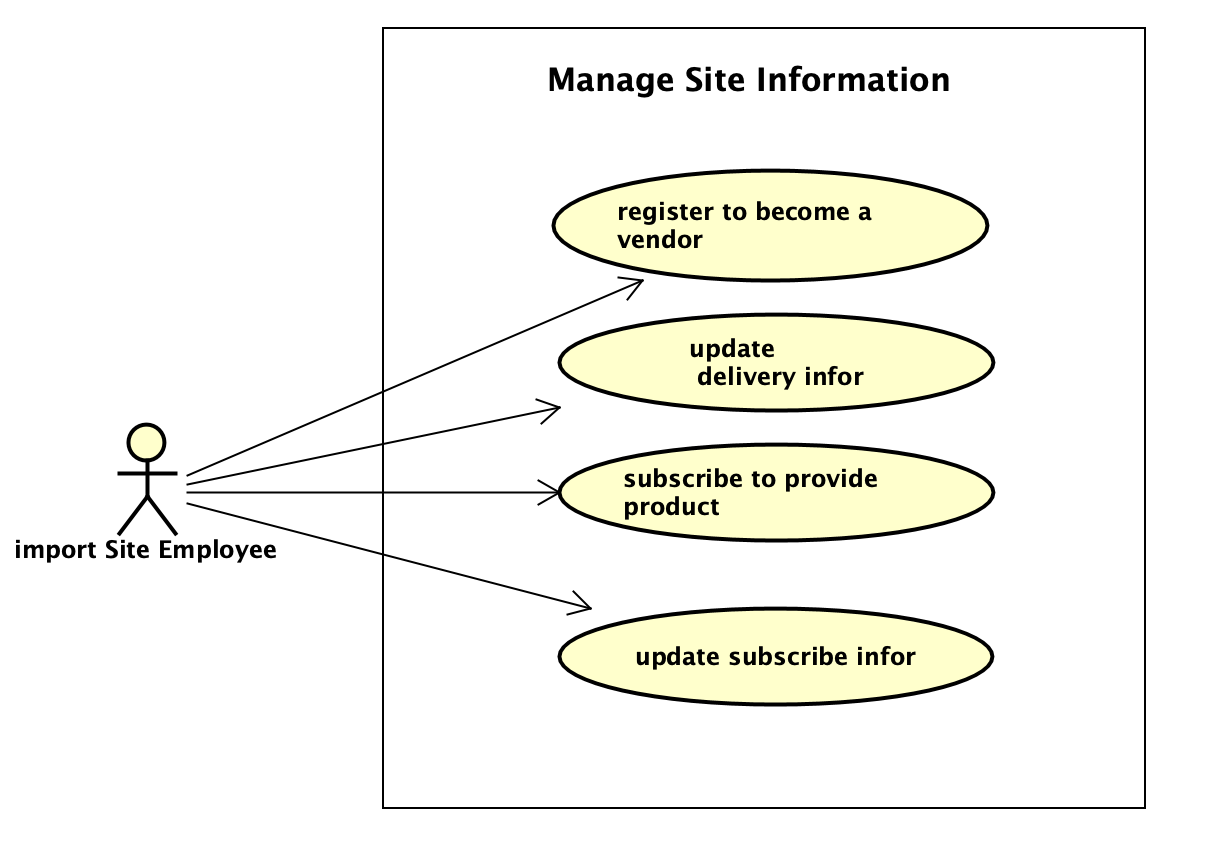 Manage Site Information
register to become a
vendor
update
delivery infor
subscribe to provide
product
import Site Employee
update subscribe infor